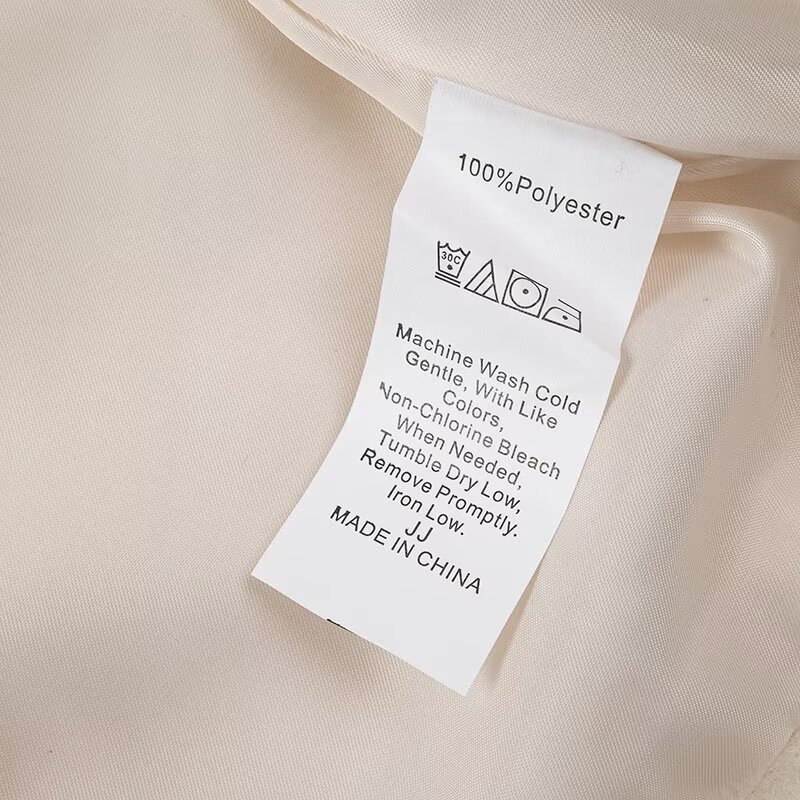 100%Polyester
30C
Machine Wash Cold
Gentle, With Like
Colors,
Non-Chlorine Bleach
When Needed,
Tumble Dry Low,
Remove Promptly.
Iron Low.
JJ
MADE IN CHINA